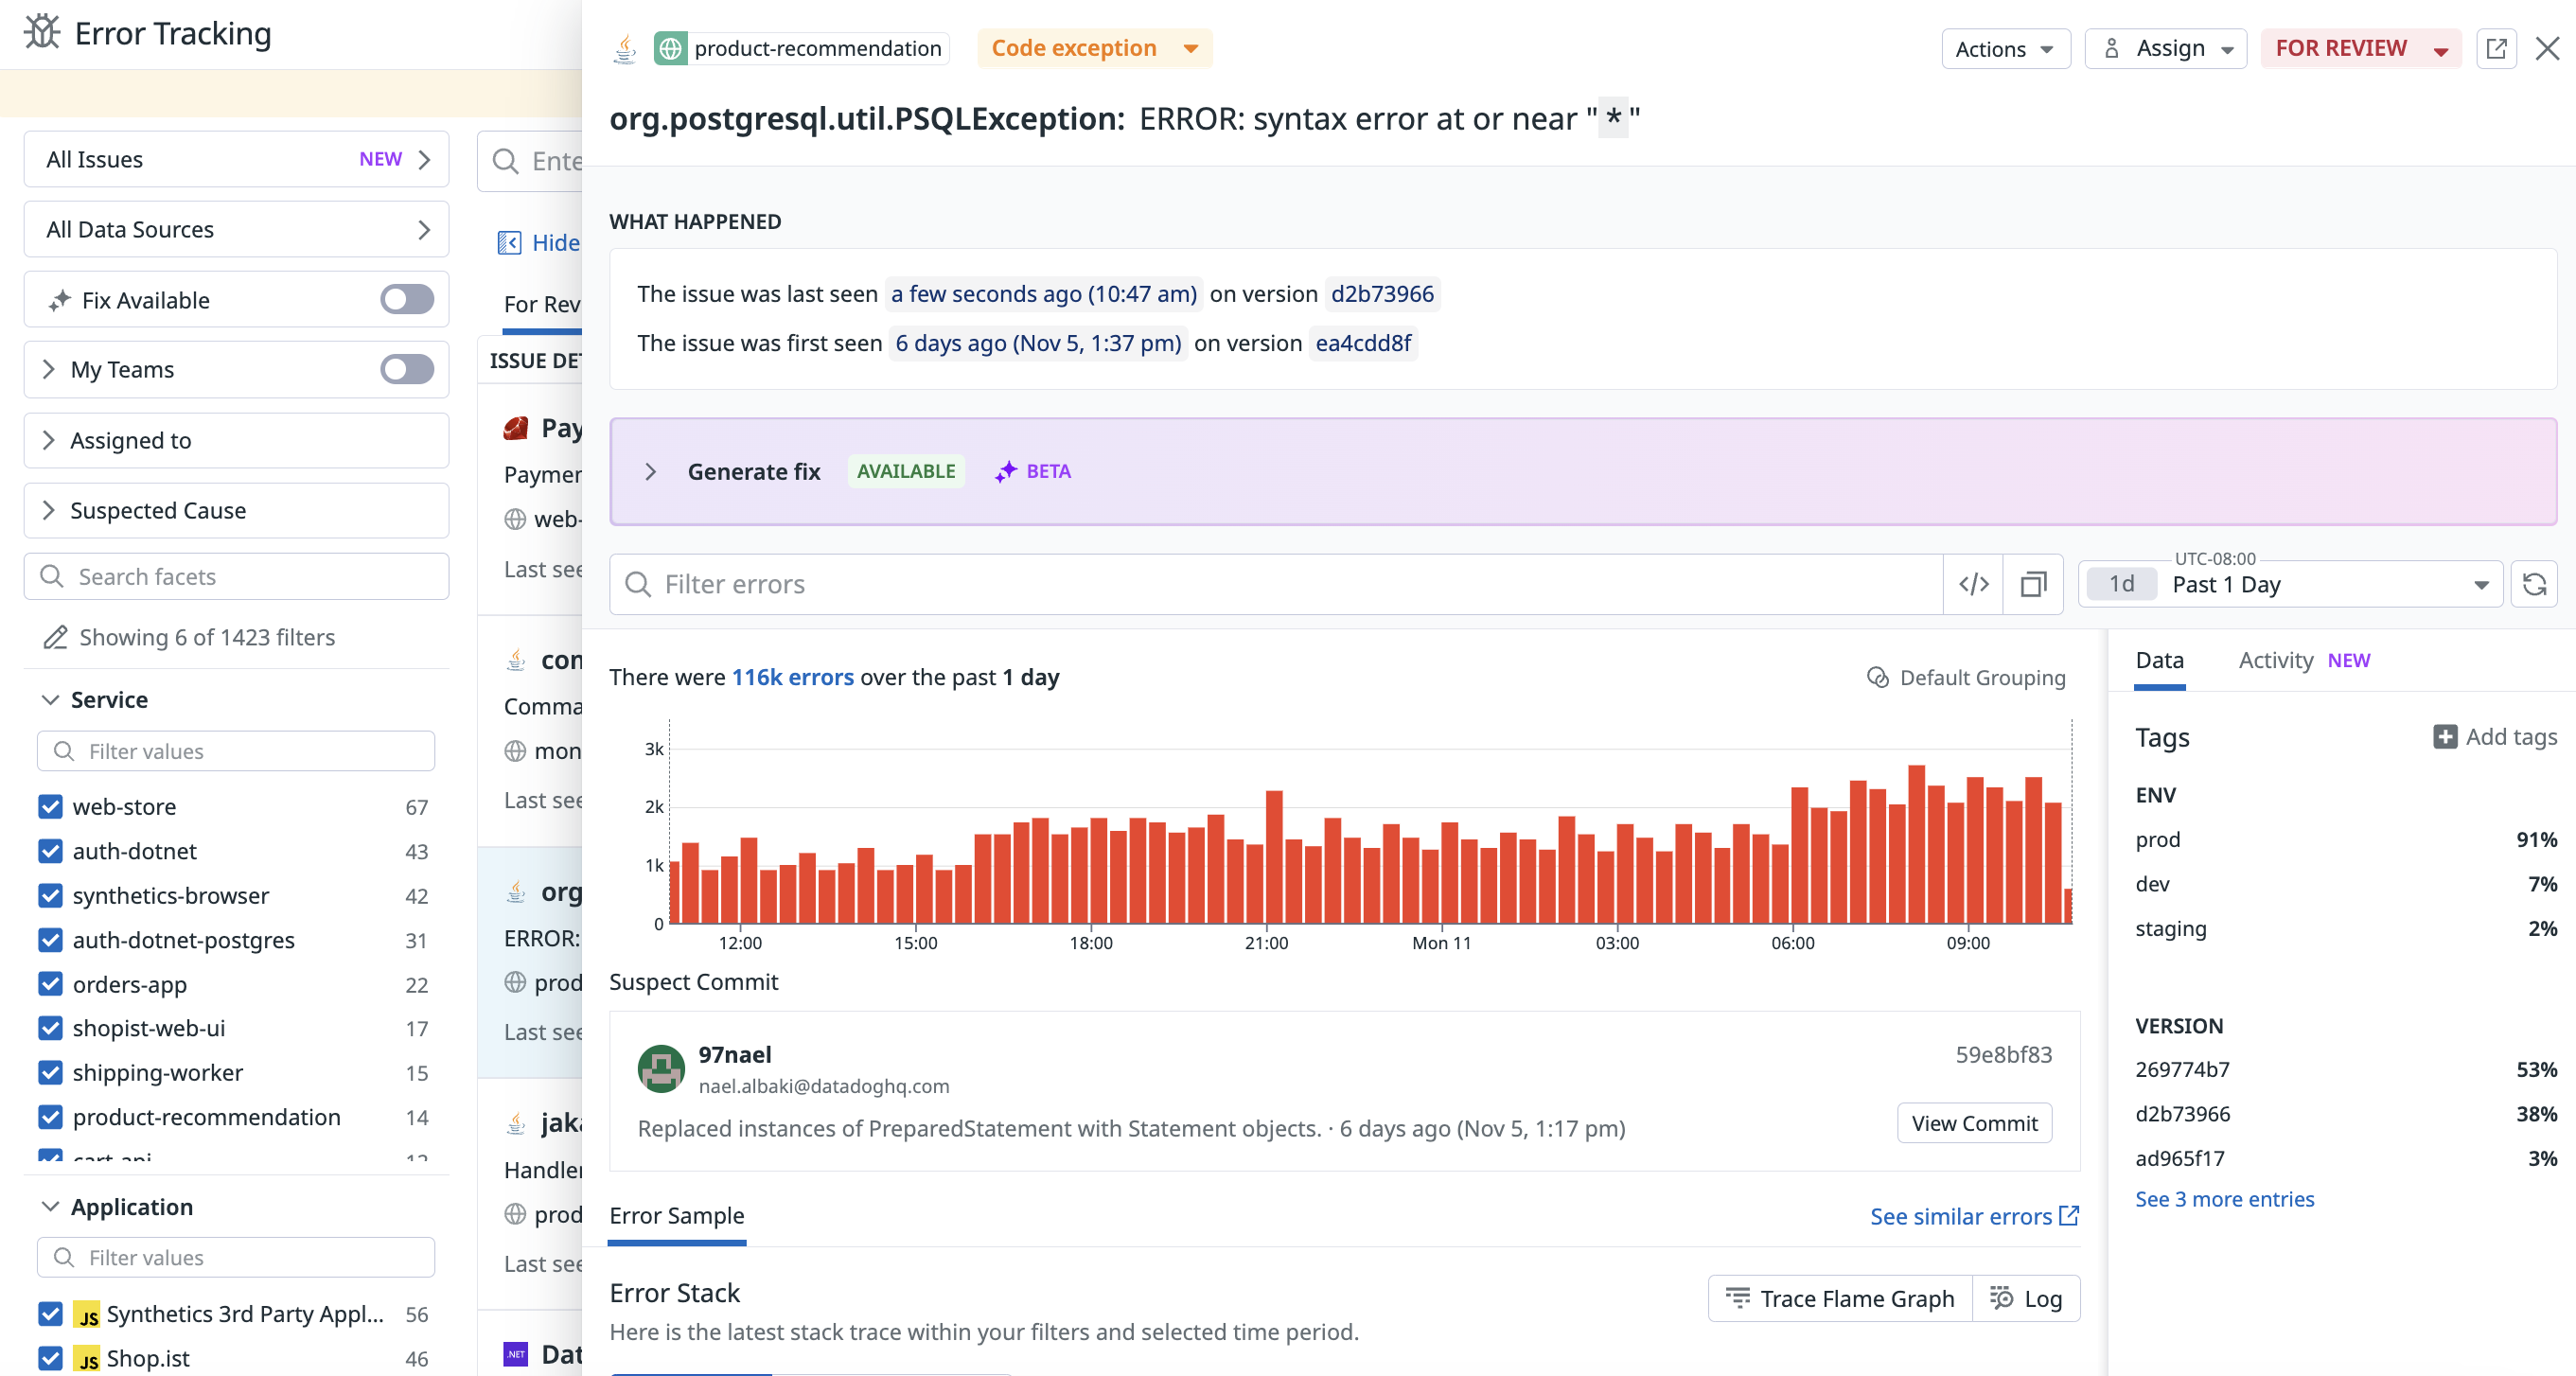 Error Tracking
All Issues NEW
All Data Sources
Fix Available
My Teams
Assigned to
Suspected Cause
Search facets
Showing 6 of 1423 filters
Service
Filter values
web-store 67
auth-dotnet 43
synthetics-browser 42
auth-dotnet-postgres 31
orders-app 22
shopist-web-ui 17
shipping-worker 15
product-recommendation 14
Application
Filter values
JS Synthetics 3rd Party Appl... 56
JS Shop.ist 46
Ente
Hide
For Rev
ISSUE DET
Pay
Paymen
web-
Last see
con
Comma
mon
Last see
org
ERROR:
prod
Last see
jaka
Handler
prod
Last see
.NET Dat
product-recommendation Code exception Actions Assign FOR REVIEW
org.postgresql.util.PSQLException: ERROR: syntax error at or near "*"
WHAT HAPPENED
The issue was last seen a few seconds ago (10:47 am) on version d2b73966
The issue was first seen 6 days ago (Nov 5, 1:37 pm) on version ea4cdd8f
Generate fix AVAILABLE BETA
Filter errors </> UTC-08:00
1d Past 1 Day
There were 116k errors over the past 1 day Default Grouping
3k
2k
1k
0
12:00 15:00 18:00 21:00 Mon 11 03:00 06:00 09:00
Suspect Commit
97nael 59e8bf83
nael.albaki@datadoghq.com
Replaced instances of PreparedStatement with Statement objects. · 6 days ago (Nov 5, 1:17 pm) View Commit
Error Sample See similar errors
Error Stack Trace Flame Graph Log
Here is the latest stack trace within your filters and selected time period.
Data Activity NEW
Tags Add tags
ENV
prod 91%
dev 7%
staging 2%
VERSION
269774b7 53%
d2b73966 38%
ad965f17 3%
See 3 more entries